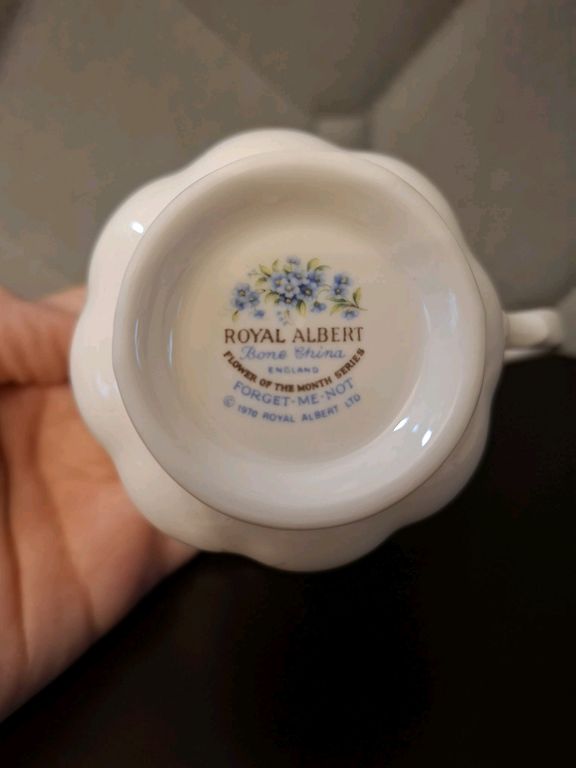 ROYAL ALBERT
Bone China
ENGLAND
FLOWER OF THE MONTH SERIES
FORGET-ME-NOT
© 1970 ROYAL ALBERT LTD